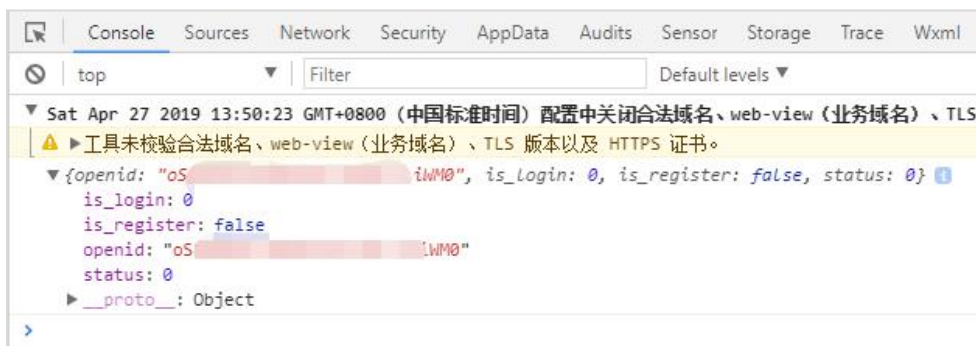 Console Sources Network Security AppData Audits Sensor Storage Trace Wxml
top Filter Default levels ▼
▼ Sat Apr 27 2019 13:50:23 GMT+0800 (中国标准时间) 配置中关闭合法域名、web-view（业务域名）、TLS
▶工具未校验合法域名、web-view（业务域名）、TLS 版本以及 HTTPS 证书。
▼ {openid: "oS iWM0", is_login: 0, is_register: false, status: 0}
is_login: 0
is_register: false
openid: "oS iWM0"
status: 0
▶ __proto__: Object
>